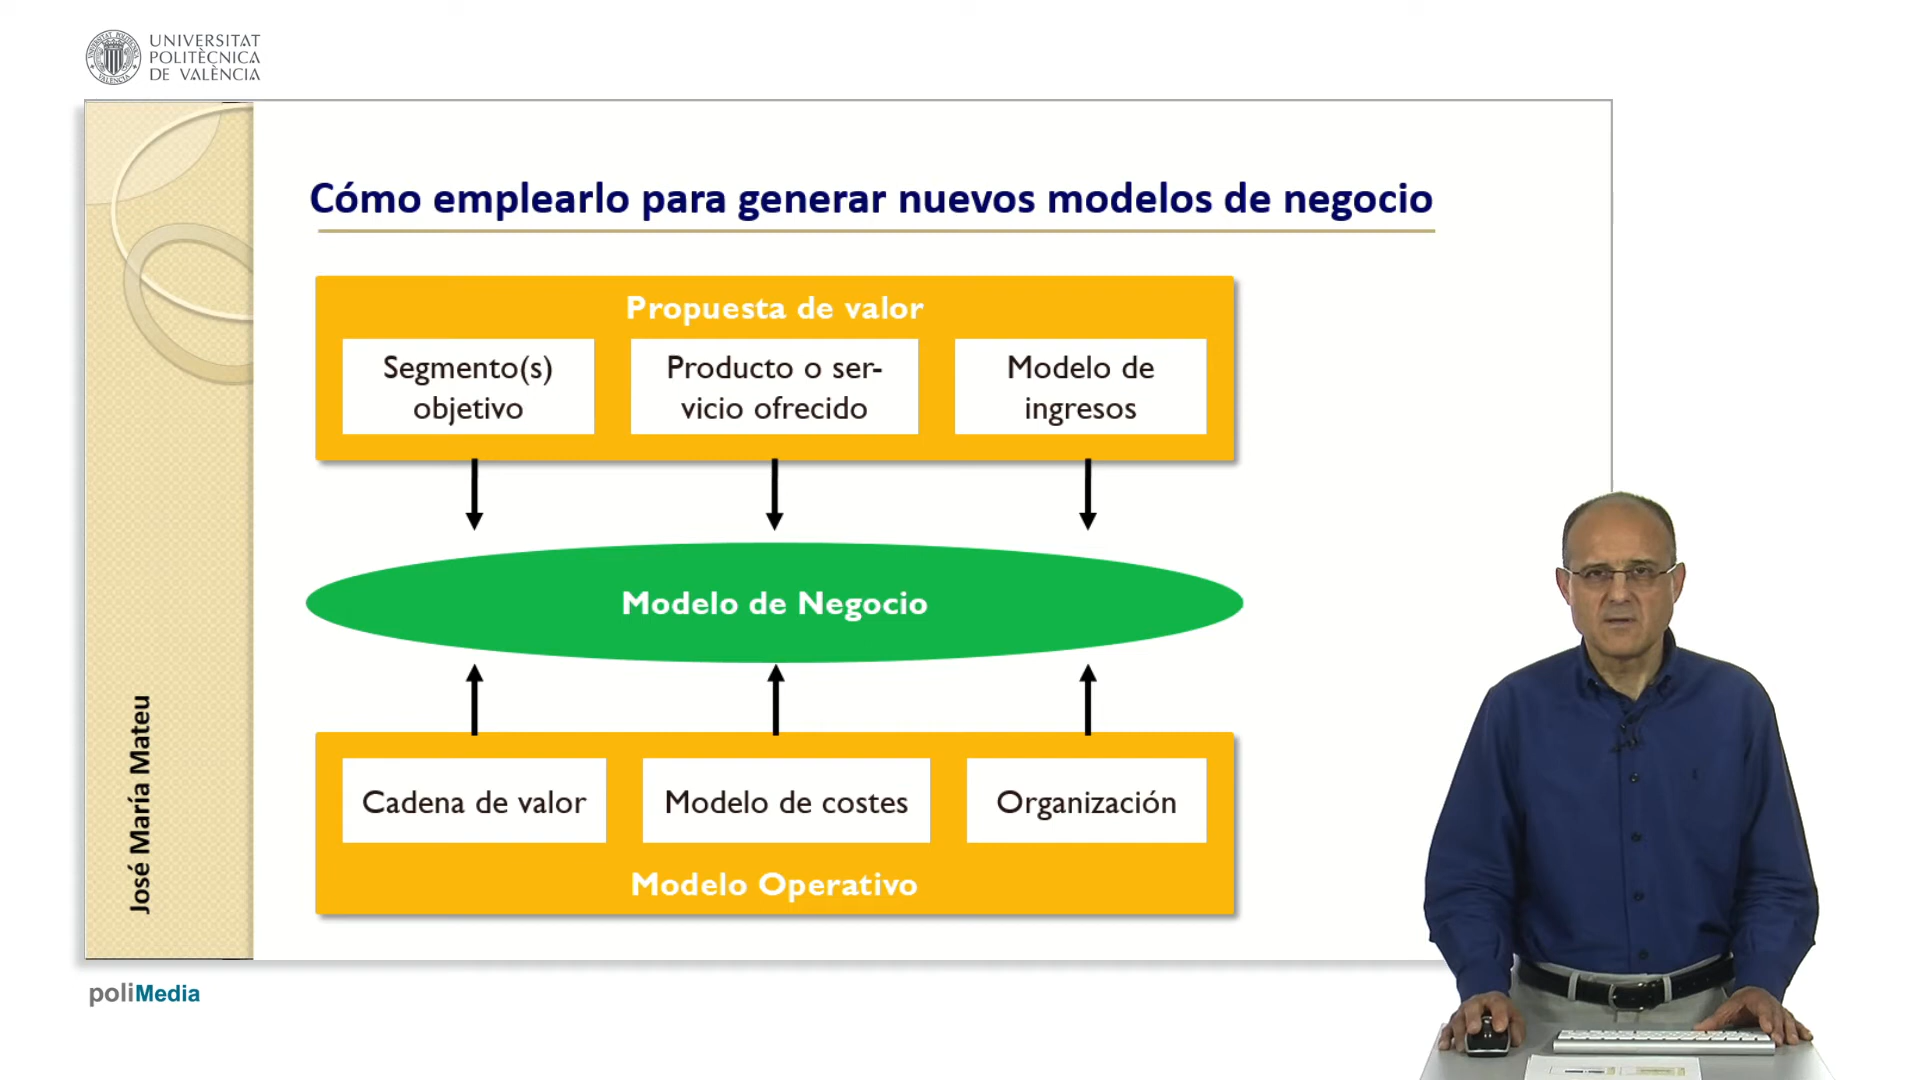 UNIVERSITAT
POLITÈCNICA
DE VALÈNCIA
Cómo emplearlo para generar nuevos modelos de negocio
Propuesta de valor
Segmento(s)
objetivo
Producto o ser-
vicio ofrecido
Modelo de
ingresos
Modelo de Negocio
Cadena de valor
Modelo de costes
Organización
Modelo Operativo
José María Mateu
poliMedia